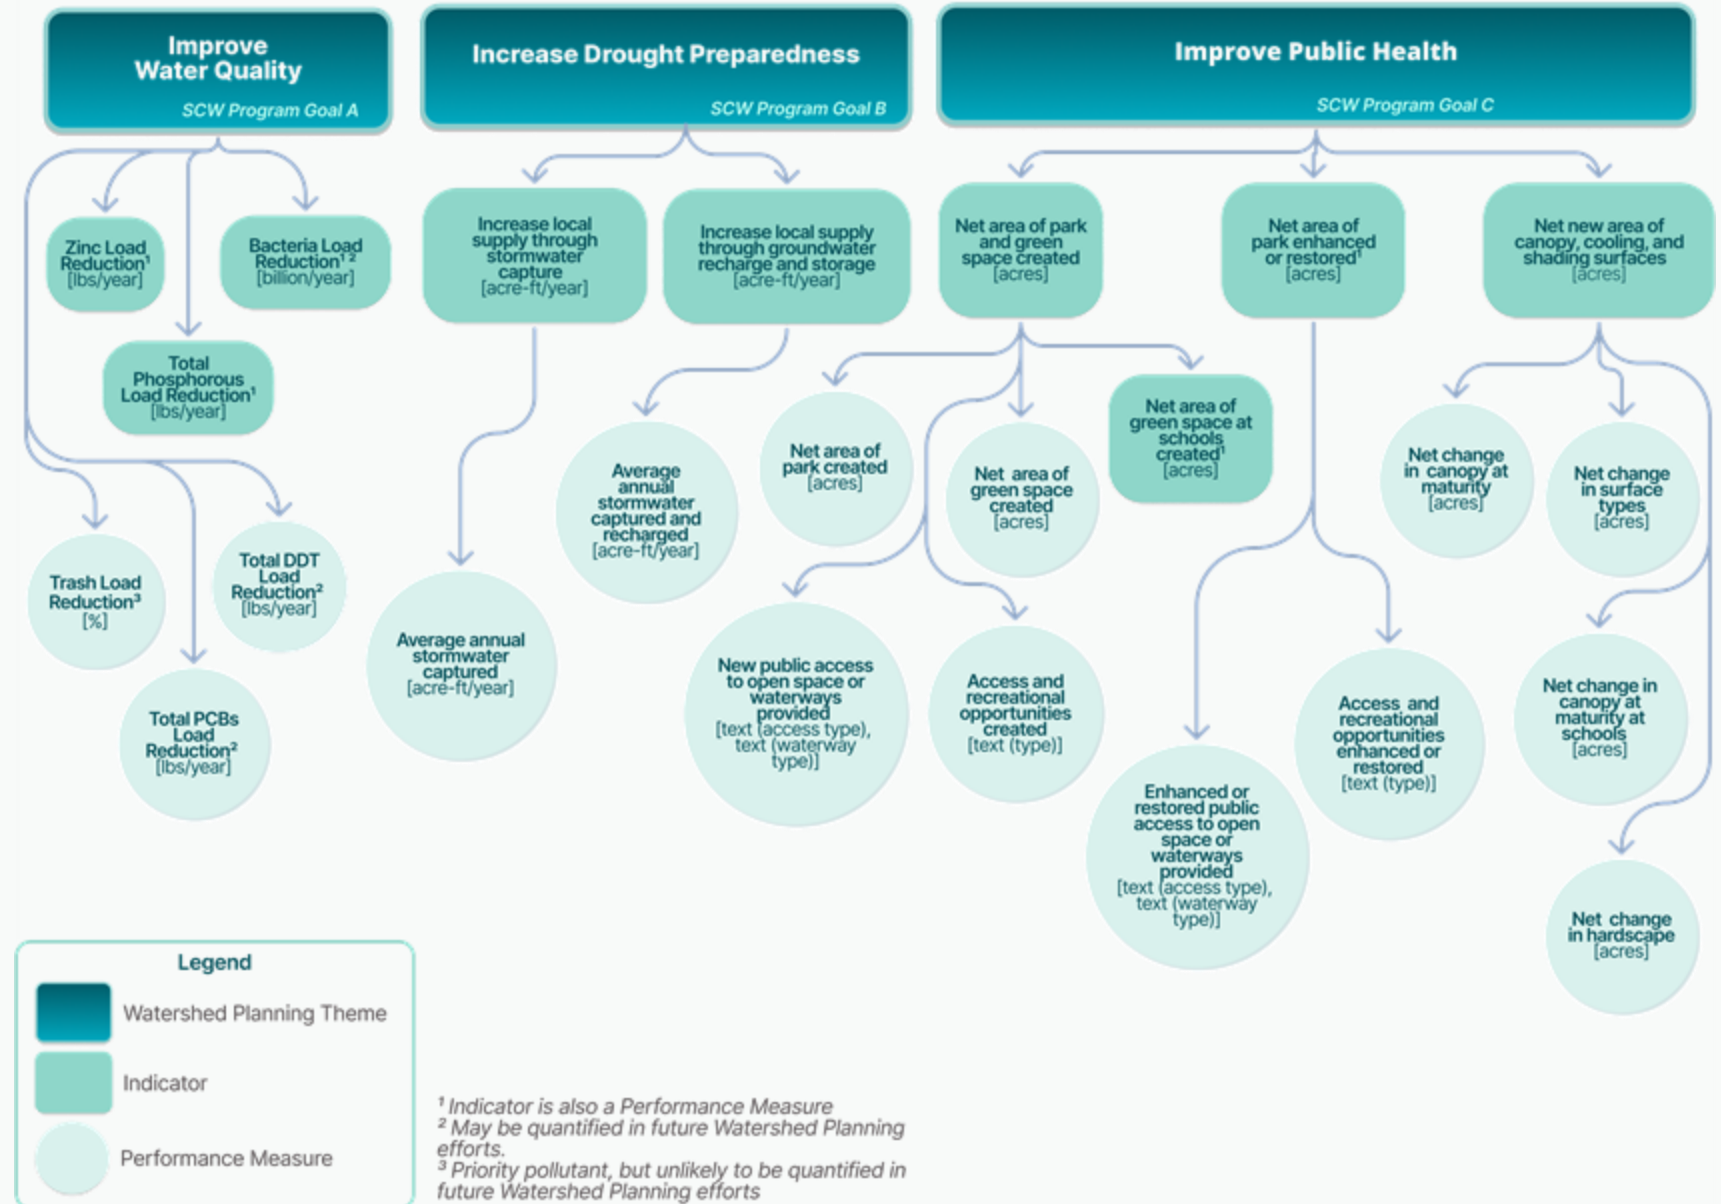 Improve
Water Quality
SCW Program Goal A
Increase Drought Preparedness
SCW Program Goal B
Improve Public Health
SCW Program Goal C
Zinc Load
Reduction¹
[lbs/year]
Bacteria Load
Reduction¹ ²
[billion/year]
Total
Phosphorous
Load Reduction¹
[lbs/year]
Trash Load
Reduction³
[%]
Total DDT
Load
Reduction²
[lbs/year]
Total PCBs
Load
Reduction²
[lbs/year]
Increase local
supply through
stormwater
capture
[acre-ft/year]
Increase local supply
through groundwater
recharge and storage
[acre-ft/year]
Average
annual
stormwater
captured and
recharged
[acre-ft/year]
Average annual
stormwater
captured
[acre-ft/year]
Net area of park
and green
space created
[acres]
Net area of
park enhanced
or restored¹
[acres]
Net new area of
canopy, cooling, and
shading surfaces
[acres]
Net area of
park created
[acres]
Net area of
green space
created
[acres]
Net area of
green space at
schools
created¹
[acres]
New public access
to open space or
waterways
provided
[text (access type),
text (waterway
type)]
Access and
recreational
opportunities
created
[text (type)]
Enhanced or
restored public
access to open
space or
waterways
provided
[text (access type),
text (waterway
type)]
Access and
recreational
opportunities
enhanced or
restored
[text (type)]
Net change
in canopy at
maturity
[acres]
Net change
in surface
types
[acres]
Net change in
canopy at
maturity at
schools
[acres]
Net change
in hardscape
[acres]
Legend
Watershed Planning Theme
Indicator
Performance Measure
¹ Indicator is also a Performance Measure
² May be quantified in future Watershed Planning
efforts.
³ Priority pollutant, but unlikely to be quantified in
future Watershed Planning efforts